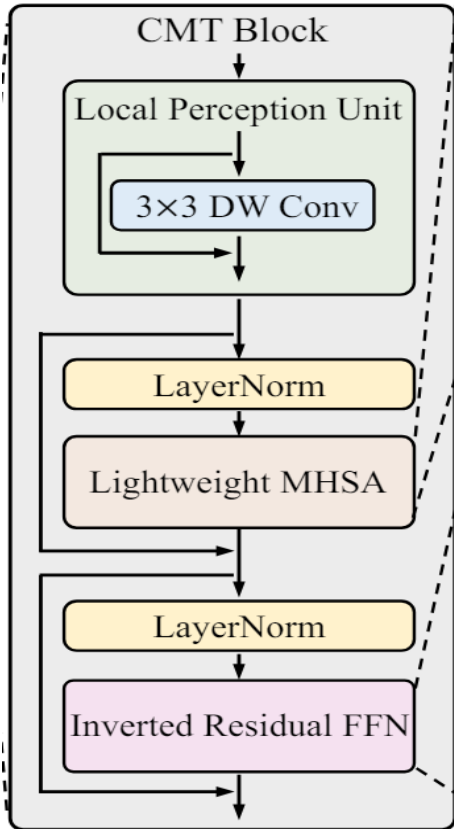 CMT Block
Local Perception Unit
3×3 DW Conv
LayerNorm
Lightweight MHSA
LayerNorm
Inverted Residual FFN